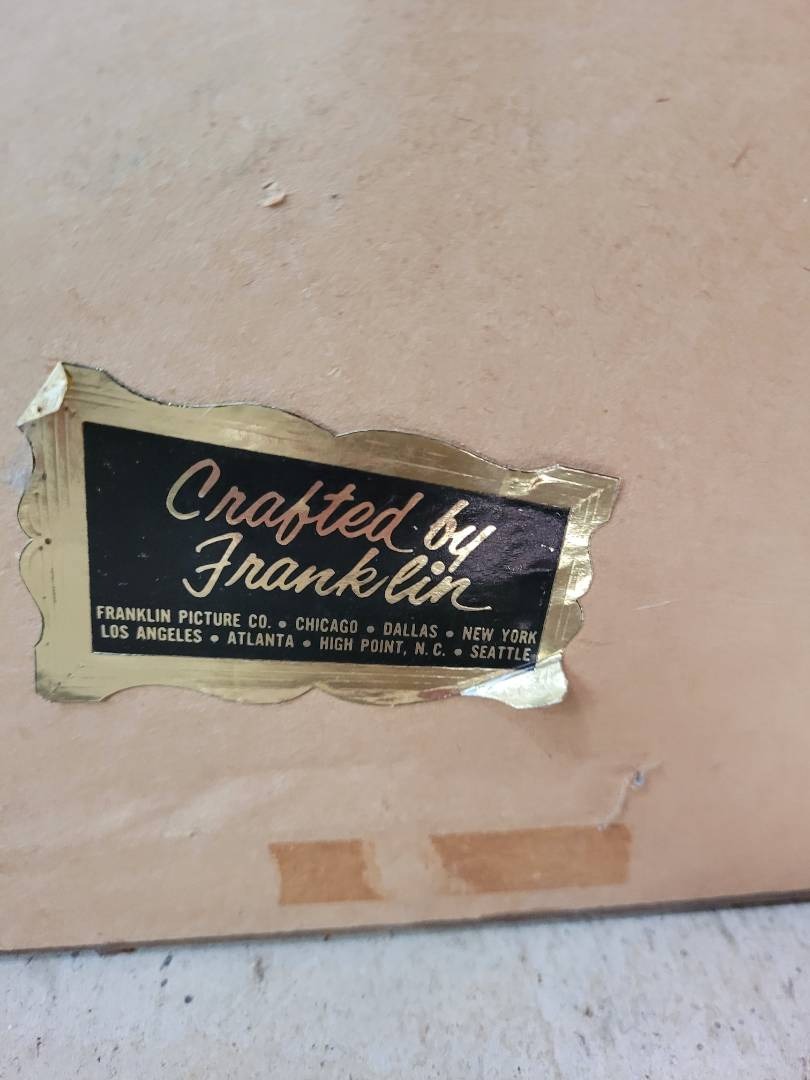 Crafted by
Franklin
FRANKLIN PICTURE CO. • CHICAGO • DALLAS • NEW YORK
LOS ANGELES • ATLANTA • HIGH POINT, N.C. • SEATTLE